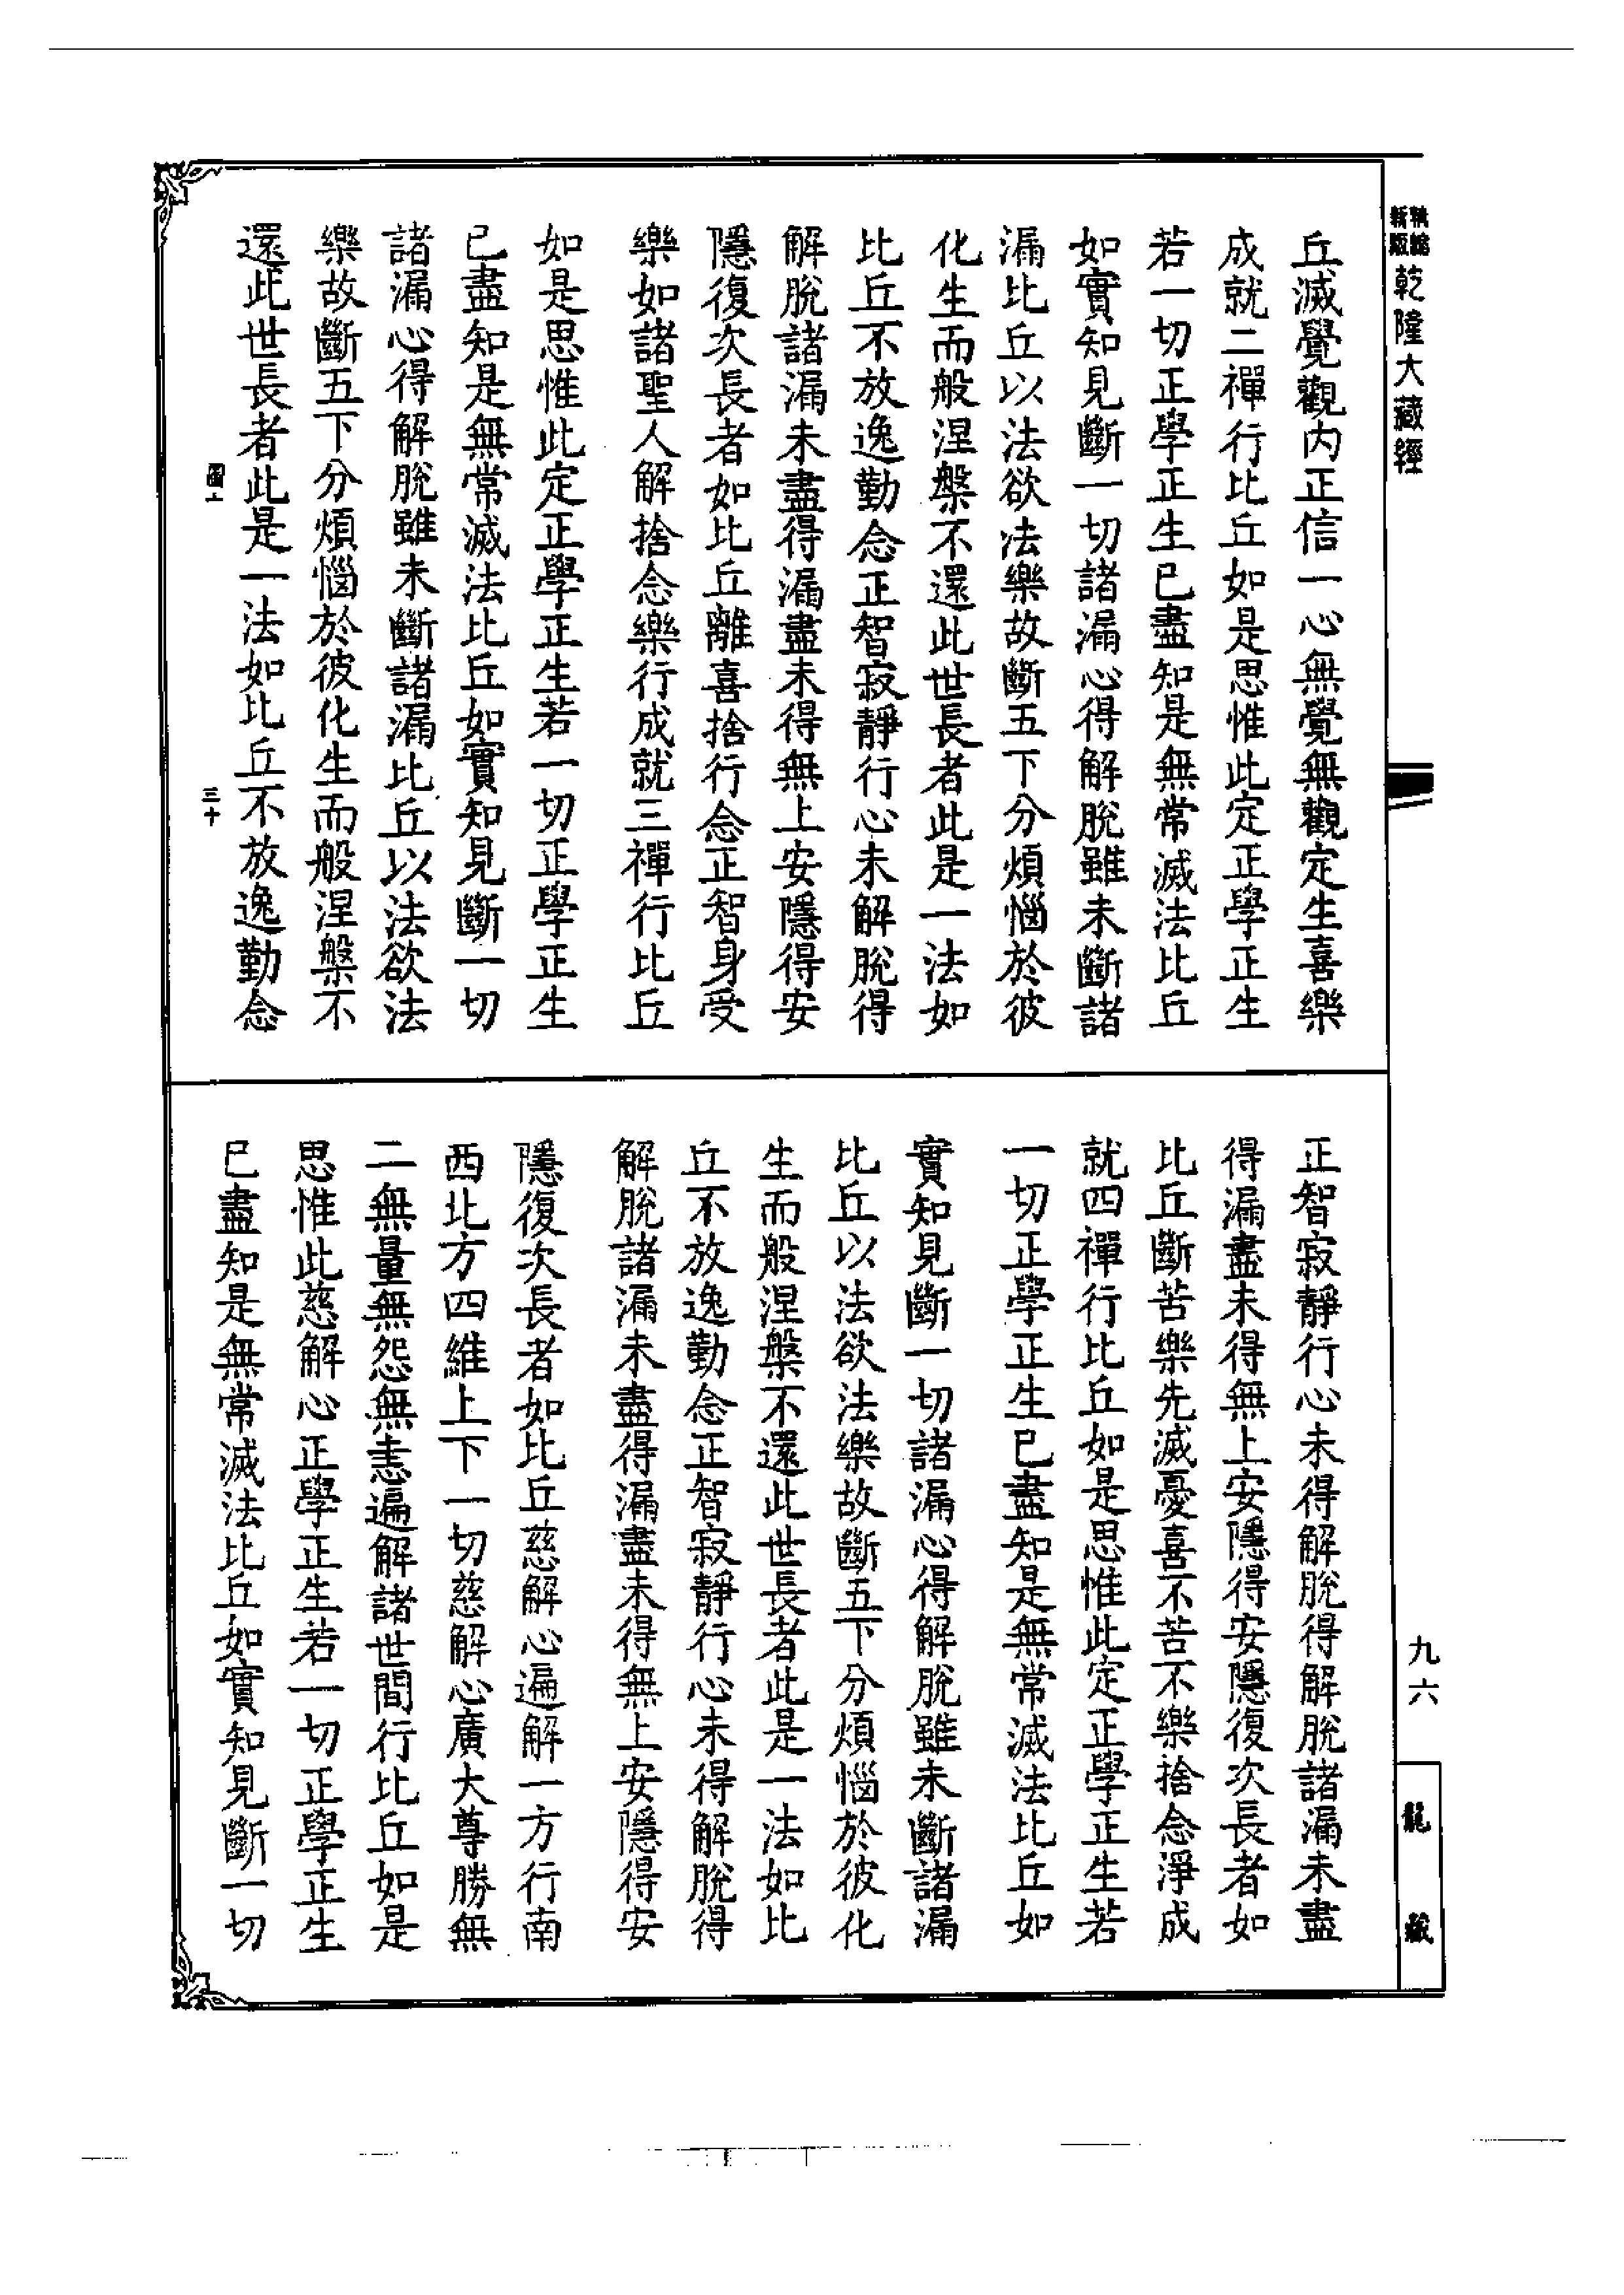 乾隆大藏經
丘滅覺觀內正信一心無覺無觀定生喜樂
成就二禪行比丘如是思惟此定正學正生
若一切正學正生已盡知是無常滅法比丘
如實知見斷一切諸漏心得解脫雖未斷諸
漏比丘以法欲法樂故斷五下分煩惱於彼
化生而般涅槃不還此世長者此是一法如
比丘不放逸勤念正智寂靜行心未解脫得
解脫諸漏未盡得漏盡未得無上安隱得安
隱復次長者如比丘離喜捨行念正智身受
樂如諸聖人解捨念樂行成就三禪行比丘
如是思惟此定正學正生若一切正學正生
已盡知是無常滅法比丘如實知見斷一切
諸漏心得解脫雖未斷諸漏比丘以法欲法
樂故斷五下分煩惱於彼化生而般涅槃不
還此世長者此是一法如比丘不放逸勤念
三十
正智寂靜行心未得解脫得解脫諸漏未盡
得漏盡未得無上安隱得安隱復次長者如
比丘斷苦樂先滅憂喜不苦不樂捨念淨成
就四禪行比丘如是思惟此定正學正生若
一切正學正生已盡知是無常滅法比丘如
實知見斷一切諸漏心得解脫雖未斷諸漏
比丘以法欲法樂故斷五下分煩惱於彼化
生而般涅槃不還此世長者此是一法如比
丘不放逸勤念正智寂靜行心未得解脫得
解脫諸漏未盡得漏盡未得無上安隱得安
隱復次長者如比丘慈解心遍解一方行南
西北方四維上下一切慈解心廣大尊勝無
二無量無怨無恚遍解諸世間行比丘如是
思惟此慈解心正學正生若一切正學正生
已盡知是無常滅法比丘如實知見斷一切
九六
龍藏